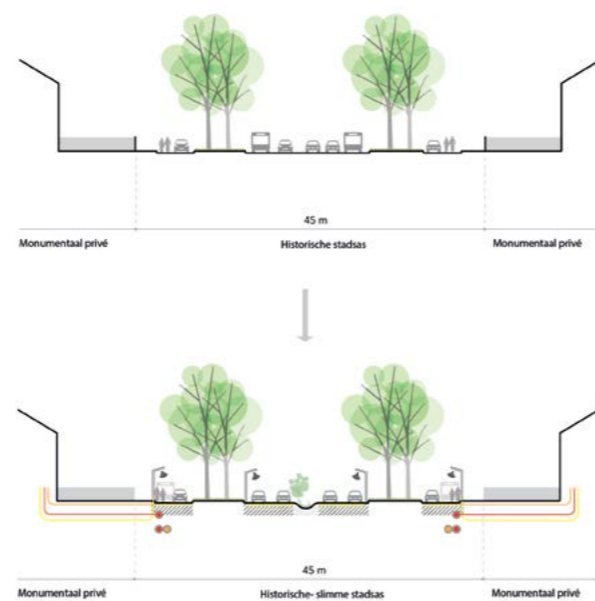 45 m
Monumentaal privé Historische stadsas Monumentaal privé
45 m
Monumentaal privé Historische- slimme stadsas Monumentaal privé